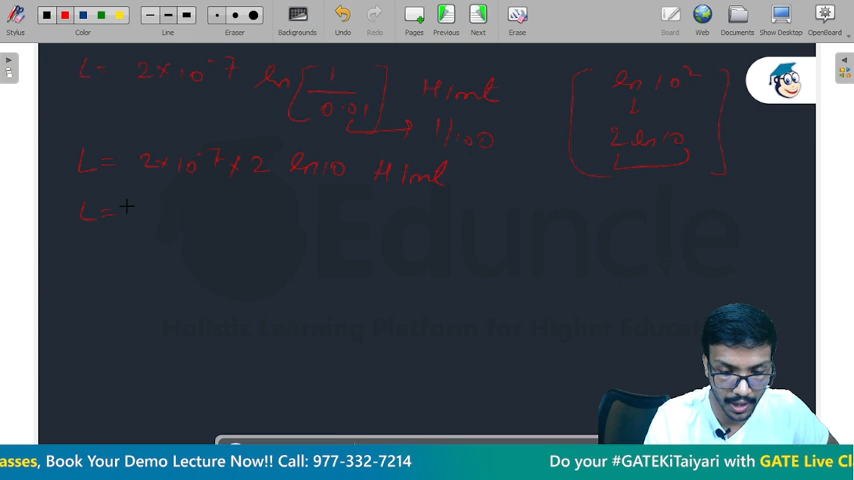 Stylus
Color
Line
Eraser
Backgrounds
Undo
Redo
Pages
Previous
Next
Erase
Board
Web
Documents
Show Desktop
OpenBoard
L= 2×10^-7 ln [1/0.01] H/mt
1/100
[ln 10^2
2 ln 10]
L= 2×10^-7 × 2 ln 10 H/mt
L=
Eduncle
Holistic Learning Platform for Higher Educa
asses, Book Your Demo Lecture Now!! Call: 977-332-7214
Do your #GATEKiTaiyari with GATE Live Cl